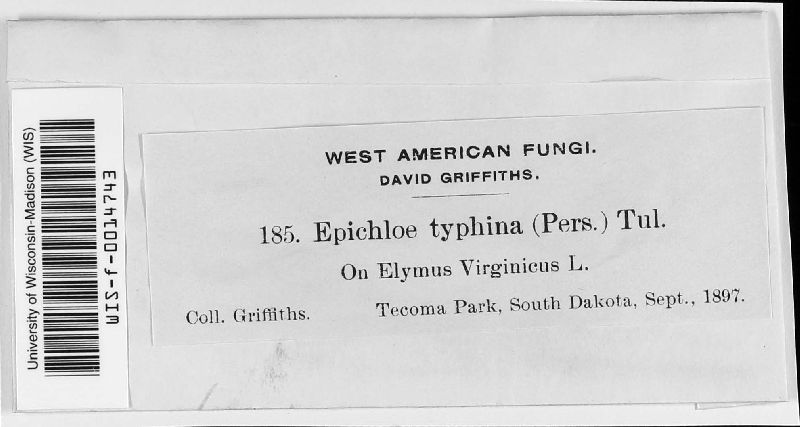 University of Wisconsin-Madison (WIS)
WIS-f-0014743
WEST AMERICAN FUNGI.
DAVID GRIFFITHS.
185. Epichloe typhina (Pers.) Tul.
On Elymus Virginicus L.
Coll. Griffiths. Tecoma Park, South Dakota, Sept., 1897.